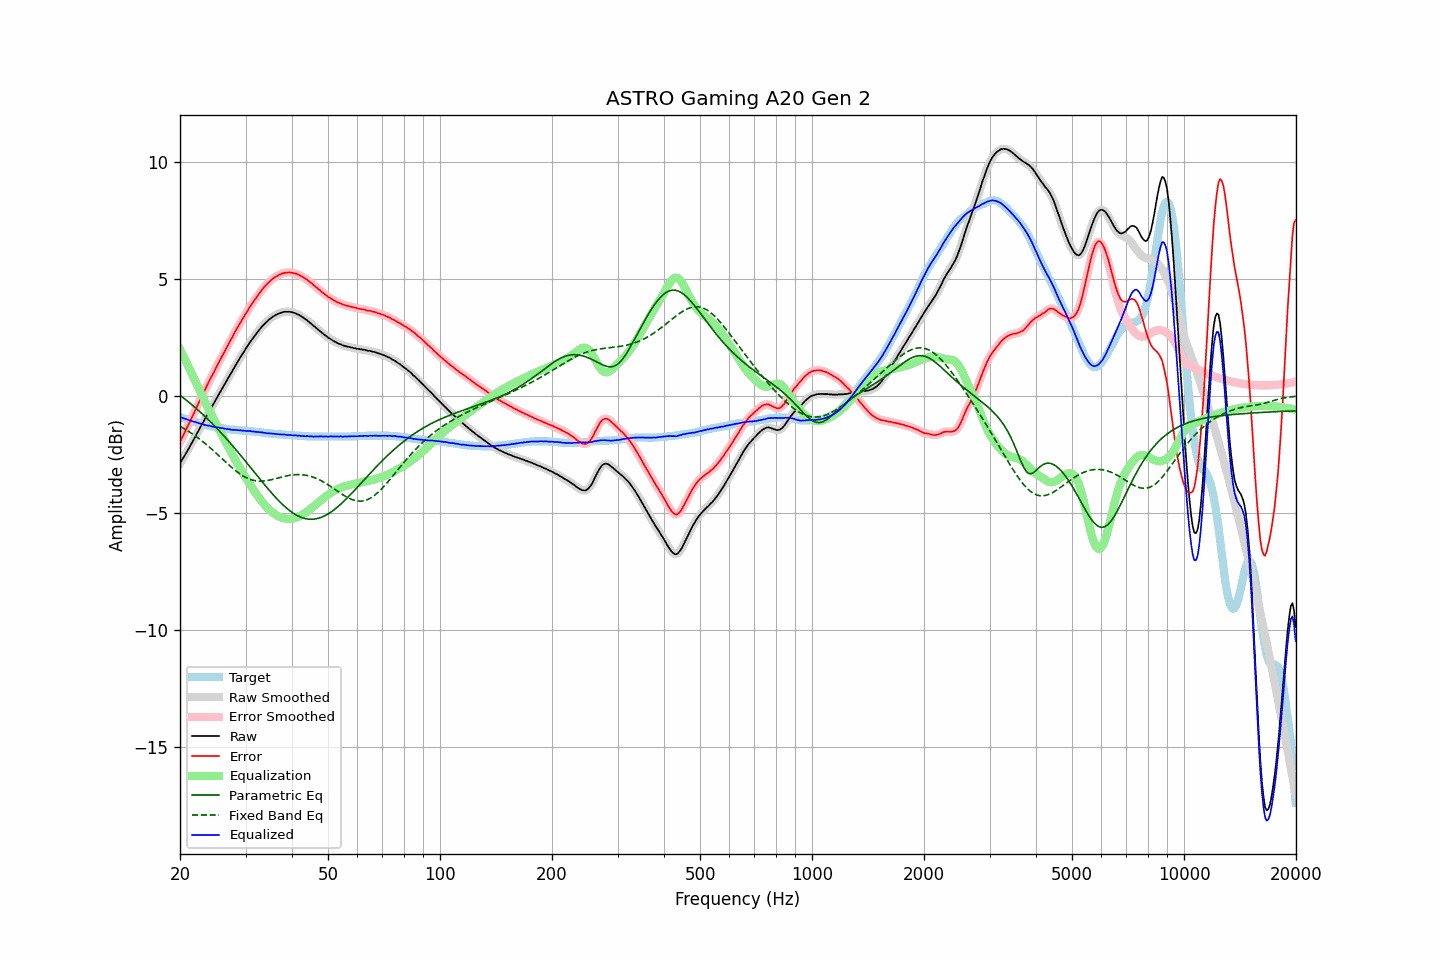 ASTRO Gaming A20 Gen 2
Amplitude (dBr)
10
5
0
−5
−10
−15
Target
Raw Smoothed
Error Smoothed
Raw
Error
Equalization
Parametric Eq
Fixed Band Eq
Equalized
20 50 100 200 500 1000 2000 5000 10000 20000
Frequency (Hz)